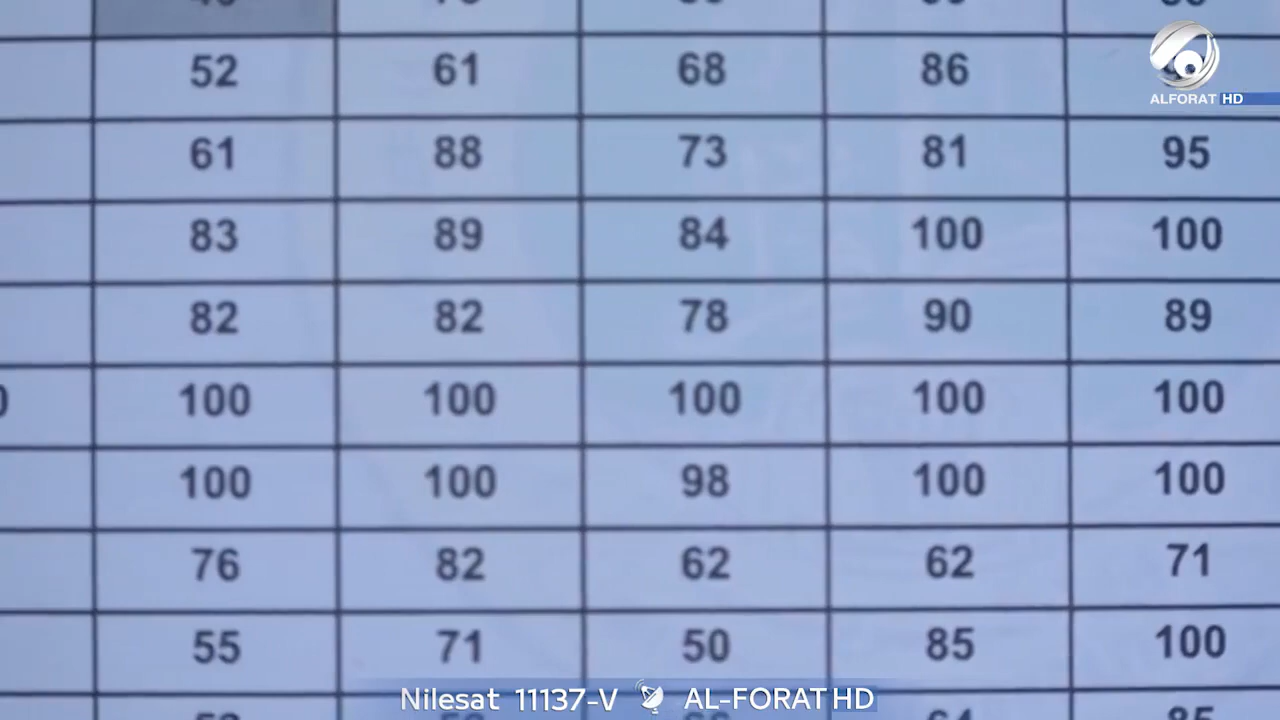 52 61 68 86
ALFORAT HD
61 88 73 81 95
83 89 84 100 100
82 82 78 90 89
100 100 100 100 100
100 100 98 100 100
76 82 62 62 71
55 71 50 85 100
Nilesat 11137-V AL-FORAT HD